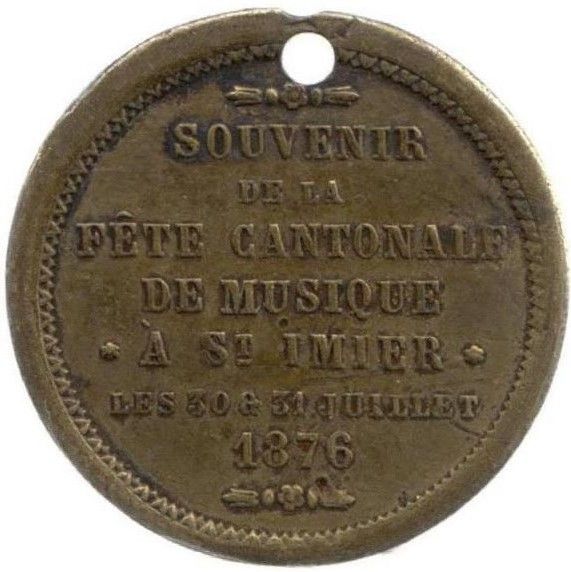 SOUVENIR
DE LA
FÊTE CANTONALE
DE MUSIQUE
* À ST IMIER *
LES 30 & 31 JUILLET
1876